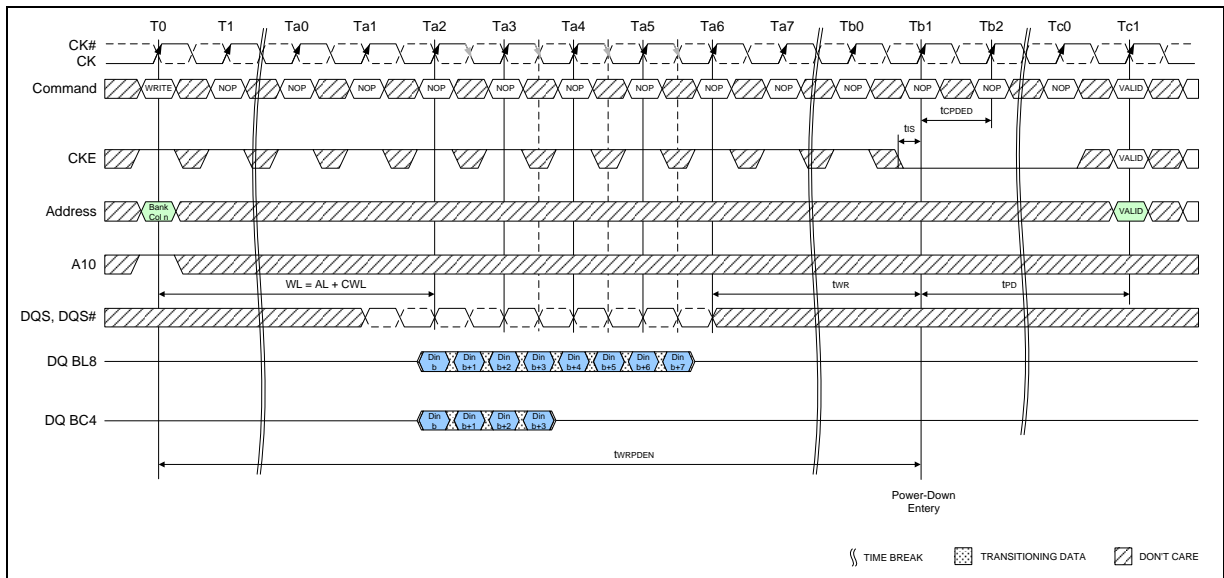 T0 T1 Ta0 Ta1 Ta2 Ta3 Ta4 Ta5 Ta6 Ta7 Tb0 Tb1 Tb2 Tc0 Tc1
CK#
CK
Command WRITE NOP NOP NOP NOP NOP NOP NOP NOP NOP NOP NOP NOP NOP VALID
tCPDED
tIS
CKE VALID
Address Bank Col n VALID
A10
WL = AL + CWL tWR tPD
DQS, DQS#
DQ BL8 Din b Din b+1 Din b+2 Din b+3 Din b+4 Din b+5 Din b+6 Din b+7
DQ BC4 Din b Din b+1 Din b+2 Din b+3
tWRPDEN
Power-Down
Entery
TIME BREAK TRANSITIONING DATA DON'T CARE